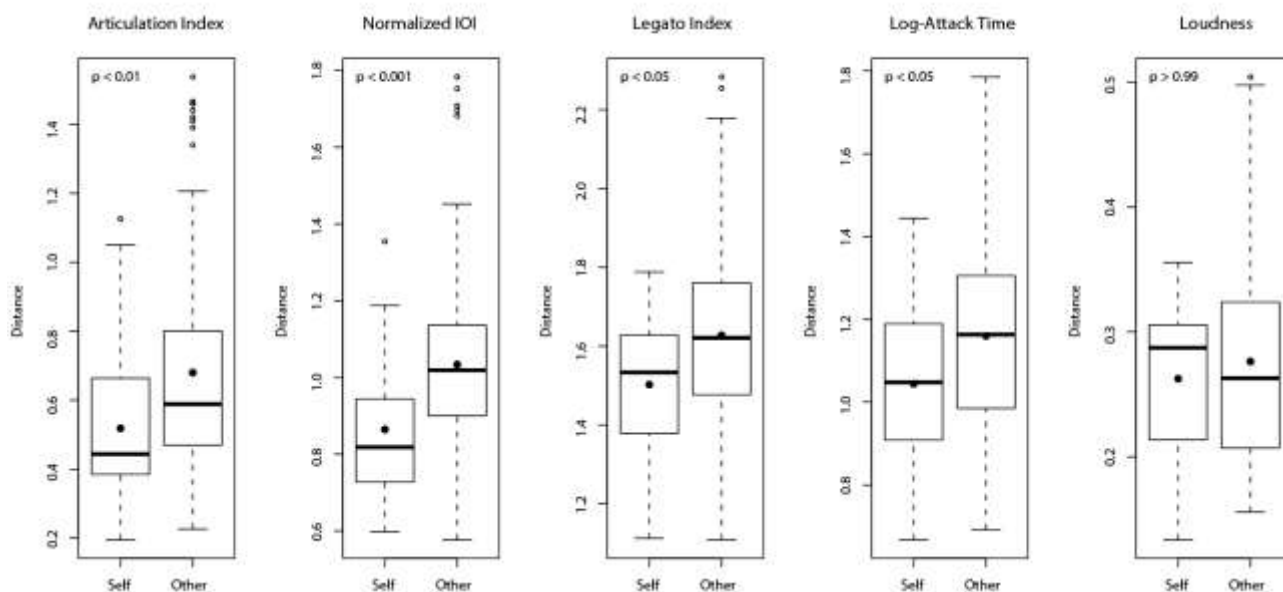 Articulation Index
p < 0.01
Distance
1.4
1.2
1.0
0.8
0.6
0.4
0.2
Self Other
Normalized IOI
p < 0.001
Distance
1.8
1.6
1.4
1.2
1.0
0.8
0.6
Self Other
Legato Index
p < 0.05
Distance
2.2
2.0
1.8
1.6
1.4
1.2
Self Other
Log-Attack Time
p < 0.05
Distance
1.8
1.6
1.4
1.2
1.0
0.8
Self Other
Loudness
p > 0.99
Distance
0.5
0.4
0.3
0.2
Self Other